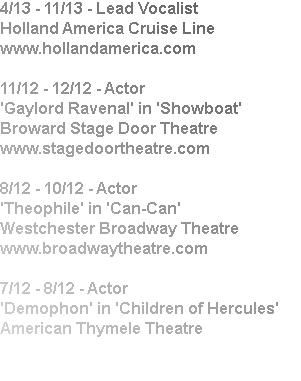 4/13 - 11/13 - Lead Vocalist
Holland America Cruise Line
www.hollandamerica.com
11/12 - 12/12 - Actor
'Gaylord Ravenal' in 'Showboat'
Broward Stage Door Theatre
www.stagedoortheatre.com
8/12 - 10/12 - Actor
'Theophile' in 'Can-Can'
Westchester Broadway Theatre
www.broadwaytheatre.com
7/12 - 8/12 - Actor
'Demophon' in 'Children of Hercules'
American Thymele Theatre